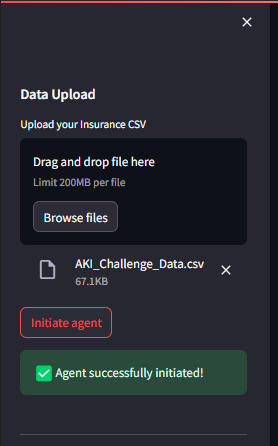 Data Upload
Upload your Insurance CSV
Drag and drop file here
Limit 200MB per file
Browse files
AKI_Challenge_Data.csv
67.1KB
Initiate agent
✅ Agent successfully initiated!